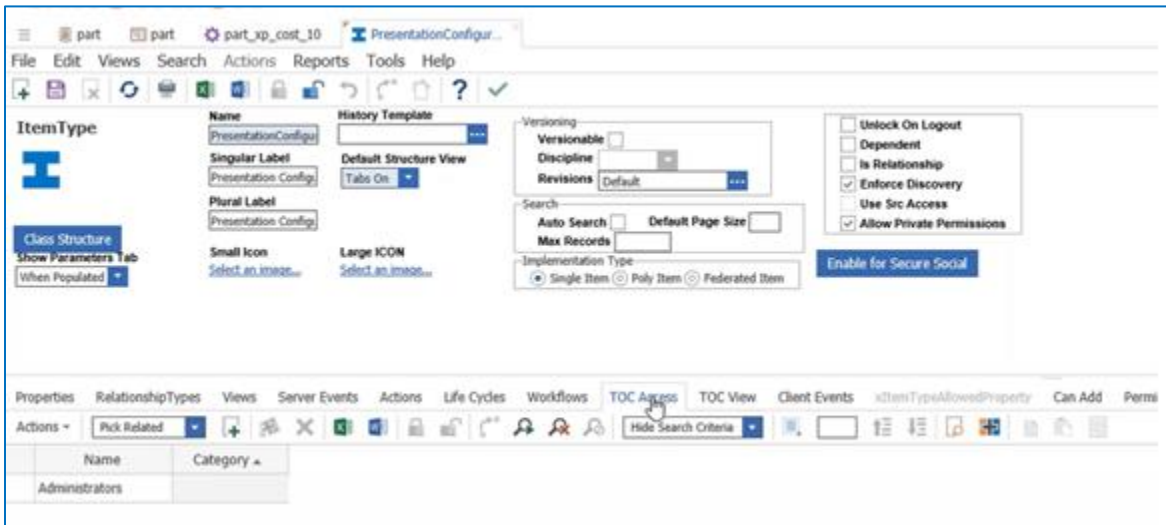 part part part_xp_cost_10 PresentationConfigur...
File Edit Views Search Actions Reports Tools Help
ItemType
Name
PresentationConfigu
Singular Label
Presentation Configu
Plural Label
Presentation Configu
Class Structure
Show Parameters Tab
When Populated
Small Icon
Select an image...
History Template
Default Structure View
Tabs On
Large ICON
Select an image...
Versioning
Versionable
Discipline
Revisions Default
Search
Auto Search Default Page Size
Max Records
Implementation Type
Single Item Poly Item Federated Item
Unlock On Logout
Dependent
Is Relationship
Enforce Discovery
Use Src Access
Allow Private Permissions
Enable for Secure Social
Properties RelationshipTypes Views Server Events Actions Life Cycles Workflows TOC Access TOC View Client Events xItemTypeAllowedProperty Can Add Permi
Actions Pick Related Hide Search Criteria
Name Category
Administrators